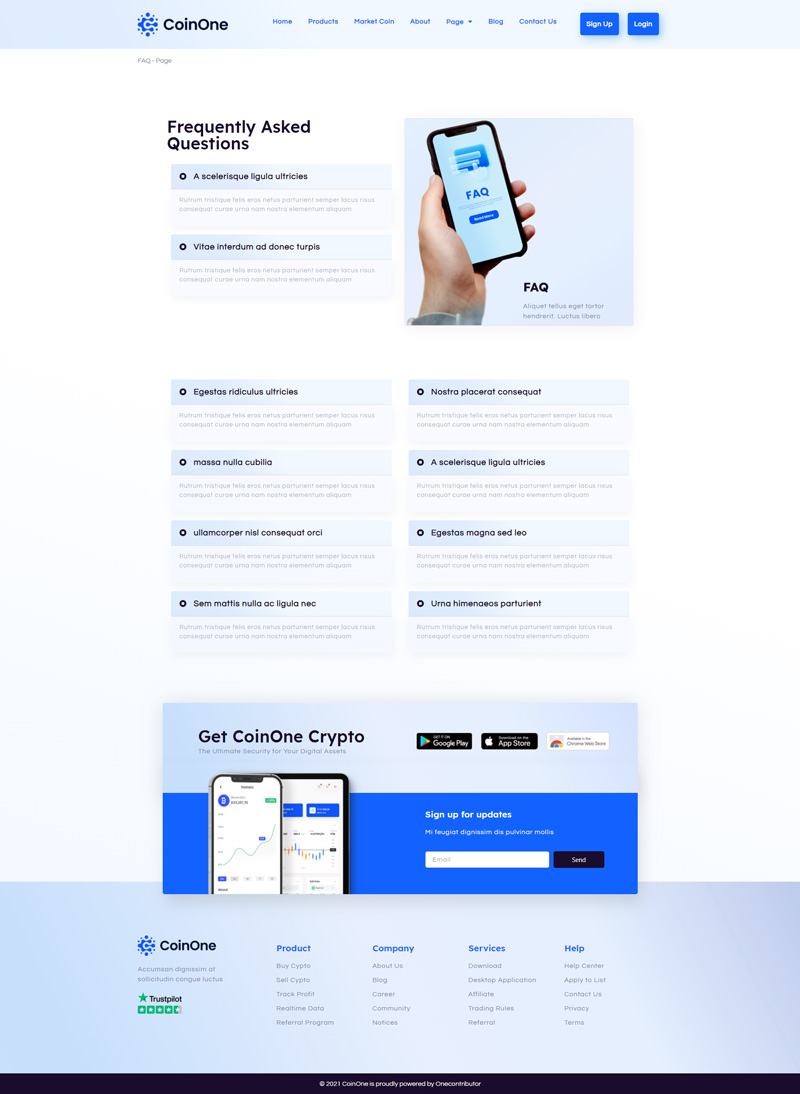 CoinOne
Home Products Market Coin About Page Blog Contact Us Sign Up Login
FAQ - Page
Frequently Asked
Questions
A scelerisque ligula ultricies
Rutrum tristique felis eros netus parturient semper lacus risus
consequat curae urna nam nostra elementum aliquam
Vitae interdum ad donec turpis
Rutrum tristique felis eros netus parturient semper lacus risus
consequat curae urna nam nostra elementum aliquam
FAQ
Read More
FAQ
Aliquet tellus eget tortor
hendrerit. Luctus libero
Egestas ridiculus ultricies
Rutrum tristique felis eros netus parturient semper lacus risus
consequat curae urna nam nostra elementum aliquam
Nostra placerat consequat
Rutrum tristique felis eros netus parturient semper lacus risus
consequat curae urna nam nostra elementum aliquam
massa nulla cubilia
Rutrum tristique felis eros netus parturient semper lacus risus
consequat curae urna nam nostra elementum aliquam
A scelerisque ligula ultricies
Rutrum tristique felis eros netus parturient semper lacus risus
consequat curae urna nam nostra elementum aliquam
ullamcorper nisl consequat orci
Rutrum tristique felis eros netus parturient semper lacus risus
consequat curae urna nam nostra elementum aliquam
Egestas magna sed leo
Rutrum tristique felis eros netus parturient semper lacus risus
consequat curae urna nam nostra elementum aliquam
Sem mattis nulla ac ligula nec
Rutrum tristique felis eros netus parturient semper lacus risus
consequat curae urna nam nostra elementum aliquam
Urna himenaeos parturient
Rutrum tristique felis eros netus parturient semper lacus risus
consequat curae urna nam nostra elementum aliquam
Get CoinOne Crypto
The Ultimate Security for Your Digital Assets
GET IT ON
Google Play
Download on the
App Store
Available in the
Chrome Web Store
Sign up for updates
Mi feugiat dignissim dis pulvinar mollis
Email
Send
About
CoinOne
Accumsan dignissim at
sollicitudin congue luctus
Trustpilot
Product
Buy Cypto
Sell Cypto
Track Profit
Realtime Data
Referral Program
Company
About Us
Blog
Career
Community
Notices
Services
Download
Desktop Application
Affiliate
Trading Rules
Referral
Help
Help Center
Apply to List
Contact Us
Privacy
Terms
© 2021 CoinOne is proudly powered by Onecontributor